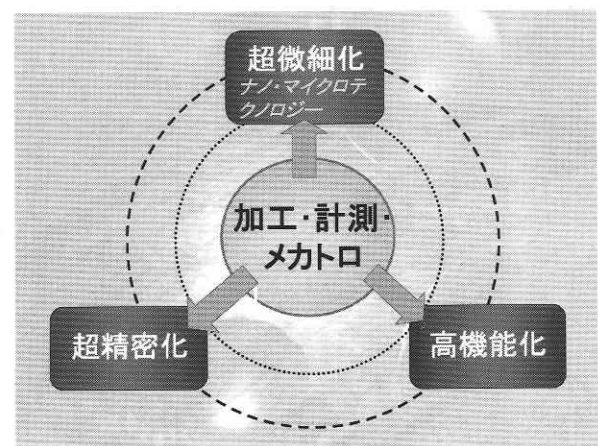 超微細化
ナノ・マイクロテ
クノロジー
加工・計測・
メカトロ
超精密化
高機能化